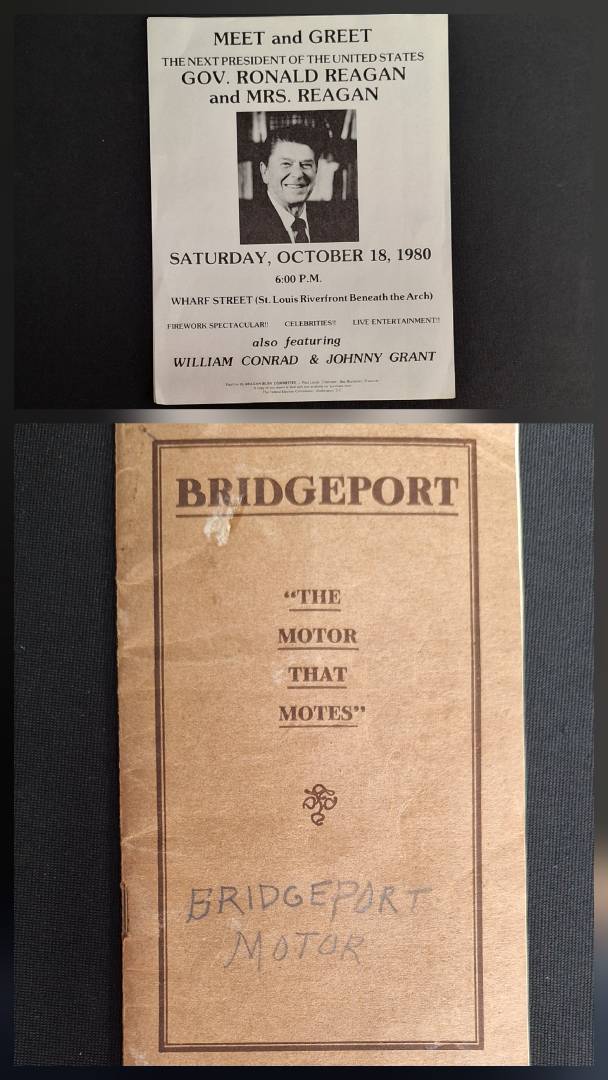 MEET and GREET
THE NEXT PRESIDENT OF THE UNITED STATES
GOV. RONALD REAGAN
and MRS. REAGAN
SATURDAY, OCTOBER 18, 1980
6:00 P.M.
WHARF STREET (St. Louis Riverfront Beneath the Arch)
FIREWORK SPECTACULAR!! CELEBRITIES!! LIVE ENTERTAINMENT!!
also featuring
WILLIAM CONRAD & JOHNNY GRANT
BRIDGEPORT
“THE
MOTOR
THAT
MOTES”
BRIDGEPORT
MOTOR